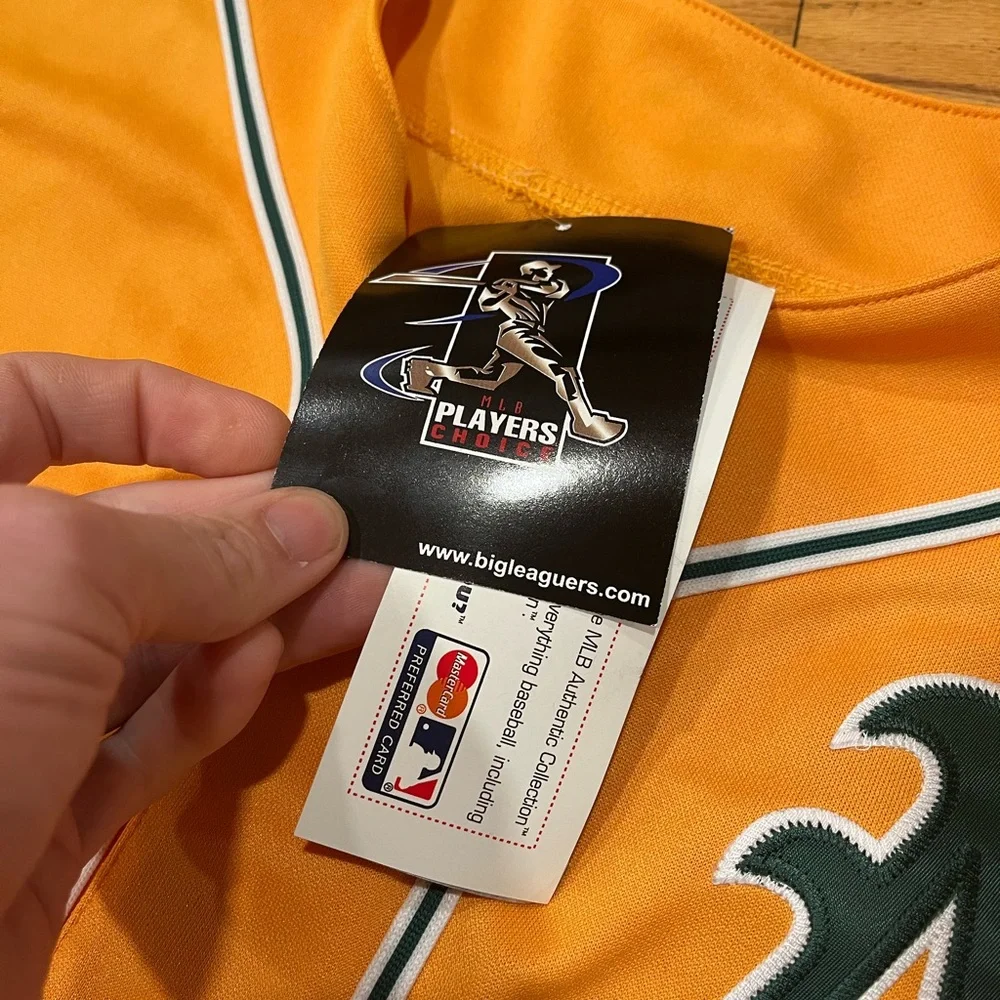 MLB
PLAYERS
CHOICE
www.bigleaguers.com
MLB Authentic Collection™
everything baseball, including
MasterCard
®
PREFERRED CARD
®